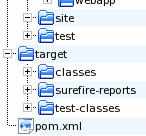 webapp
site
test
target
classes
surefire-reports
test-classes
pom.xml